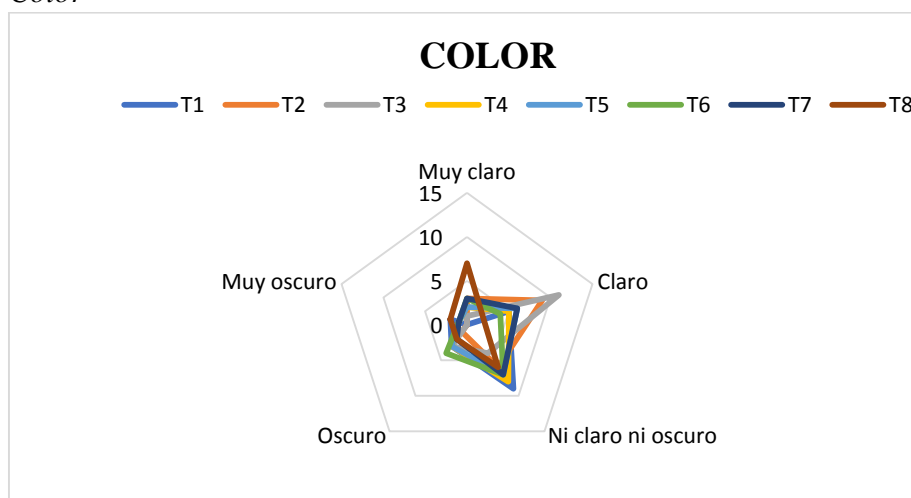 Color
COLOR
T1 T2 T3 T4 T5 T6 T7 T8
Muy claro
15
10
Muy oscuro
Claro
5
0
Oscuro
Ni claro ni oscuro